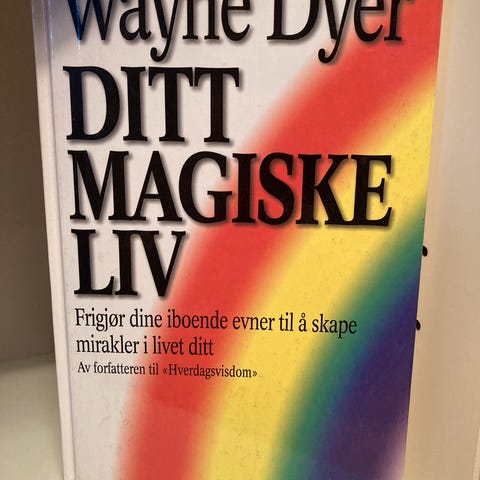 Wayne Dyer
DITT
MAGISKE
LIV
Frigjør dine iboende evner til å skape
mirakler i livet ditt
Av forfatteren til «Hverdagsvisdom»